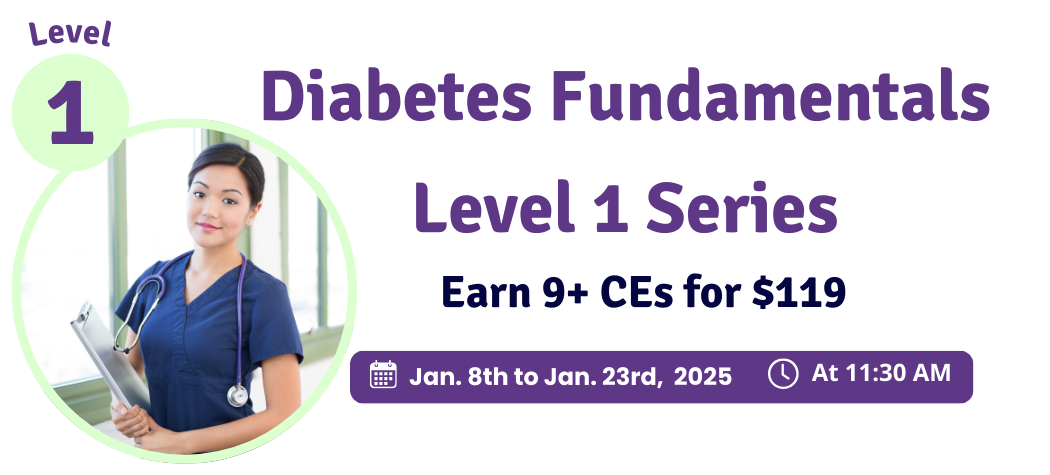 Level
1
Diabetes Fundamentals
Level 1 Series
Earn 9+ CEs for $119
Jan. 8th to Jan. 23rd, 2025 At 11:30 AM